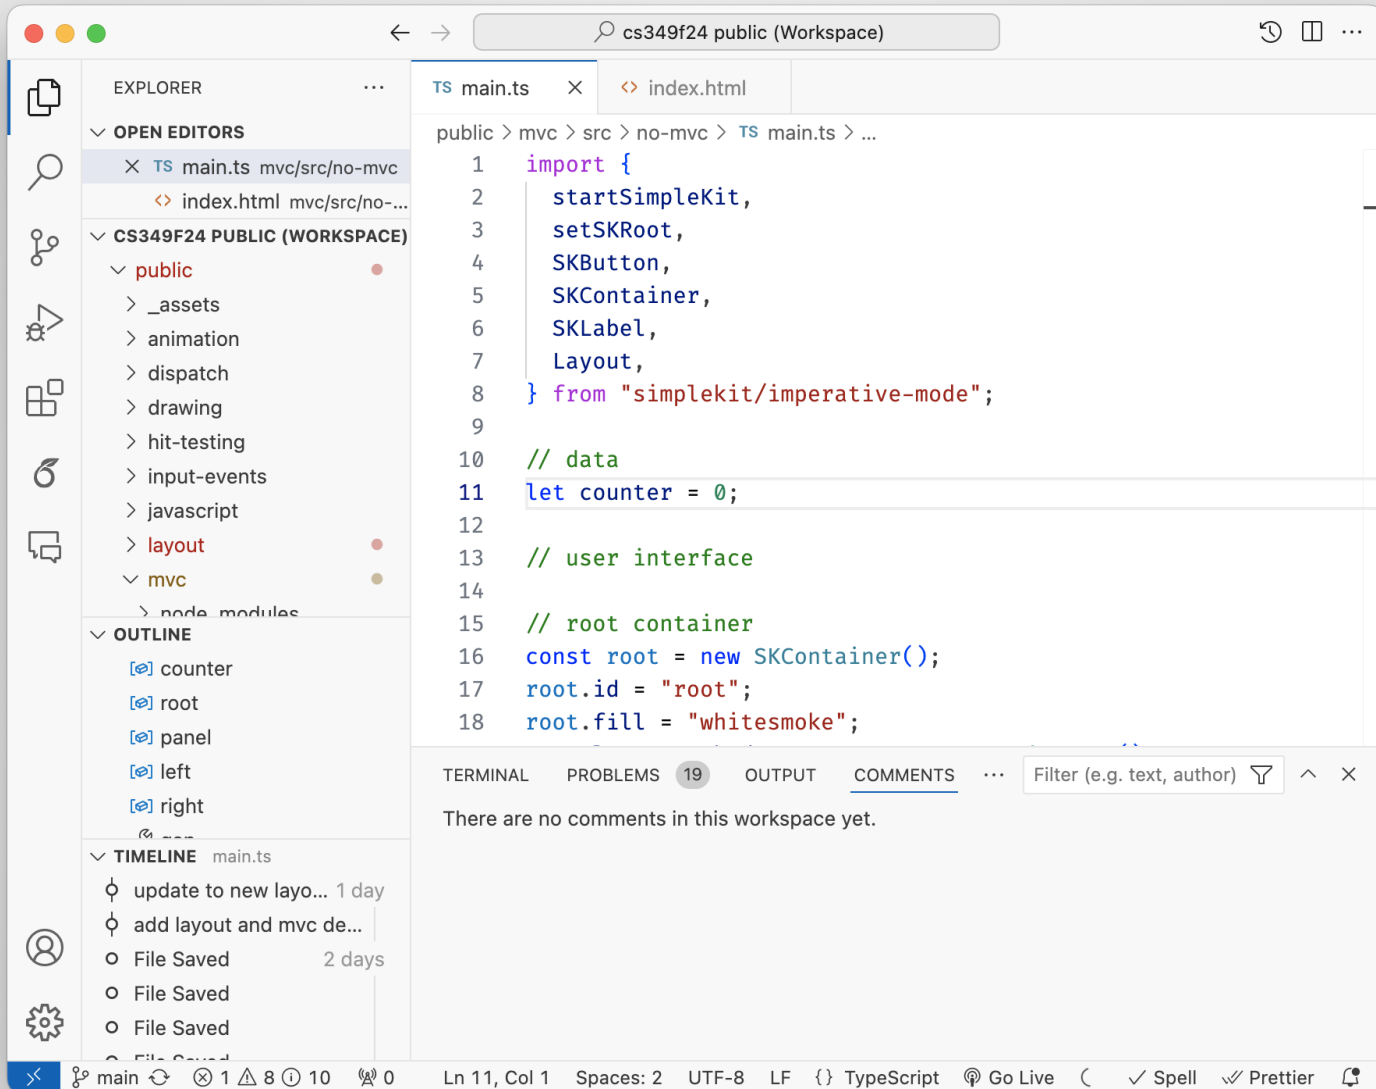 cs349f24 public (Workspace)
EXPLORER
OPEN EDITORS
TS main.ts mvc/src/no-mvc
<> index.html mvc/src/no-...
CS349F24 PUBLIC (WORKSPACE)
public
_assets
animation
dispatch
drawing
hit-testing
input-events
javascript
layout
mvc
node_modules
OUTLINE
counter
root
panel
left
right
TIMELINE main.ts
update to new layo... 1 day
add layout and mvc de...
File Saved 2 days
File Saved
File Saved
File Saved
TS main.ts
<> index.html
public > mvc > src > no-mvc > TS main.ts > ...
1 import {
2 startSimpleKit,
3 setSKRoot,
4 SKButton,
5 SKContainer,
6 SKLabel,
7 Layout,
8 } from "simplekit/imperative-mode";
9
10 // data
11 let counter = 0;
12
13 // user interface
14
15 // root container
16 const root = new SKContainer();
17 root.id = "root";
18 root.fill = "whitesmoke";
TERMINAL PROBLEMS 19 OUTPUT COMMENTS ... Filter (e.g. text, author)
There are no comments in this workspace yet.
main 1 8 10 0 Ln 11, Col 1 Spaces: 2 UTF-8 LF {} TypeScript Go Live Spell Prettier